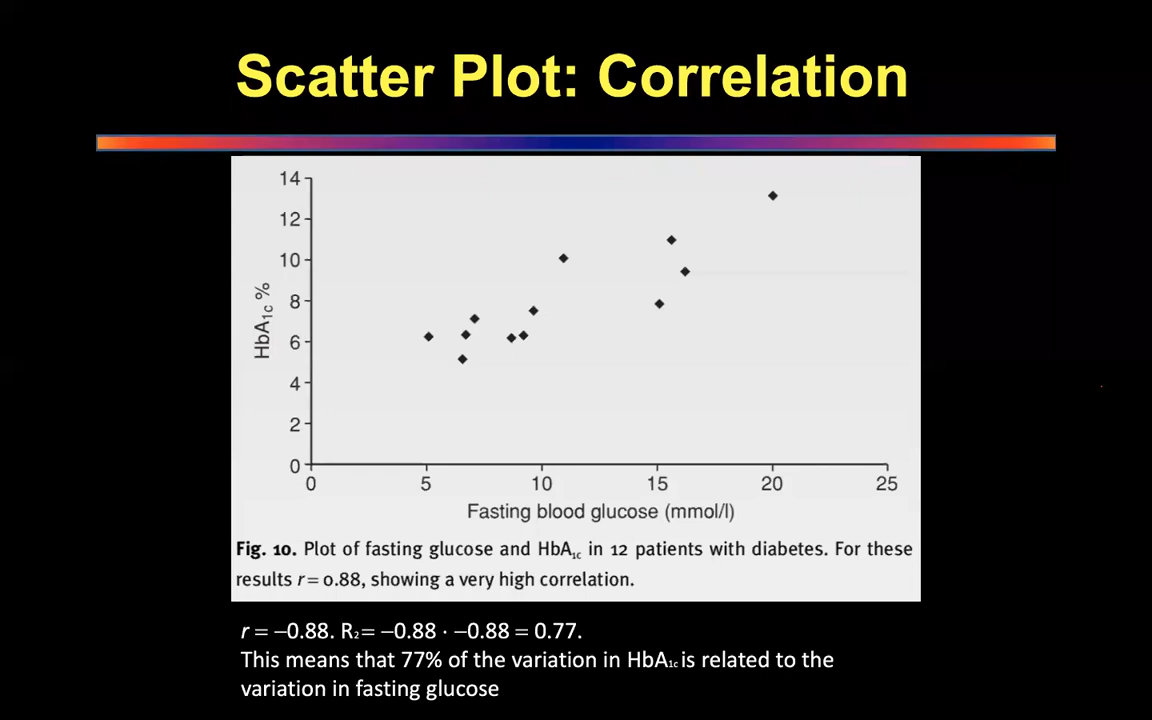 Scatter Plot: Correlation
14
12
10
8
6
4
2
0
HbA1c %
0 5 10 15 20 25
Fasting blood glucose (mmol/l)
Fig. 10. Plot of fasting glucose and HbA1c in 12 patients with diabetes. For these
results r = 0.88, showing a very high correlation.
r = −0.88. R2 = −0.88 · −0.88 = 0.77.
This means that 77% of the variation in HbA1c is related to the
variation in fasting glucose